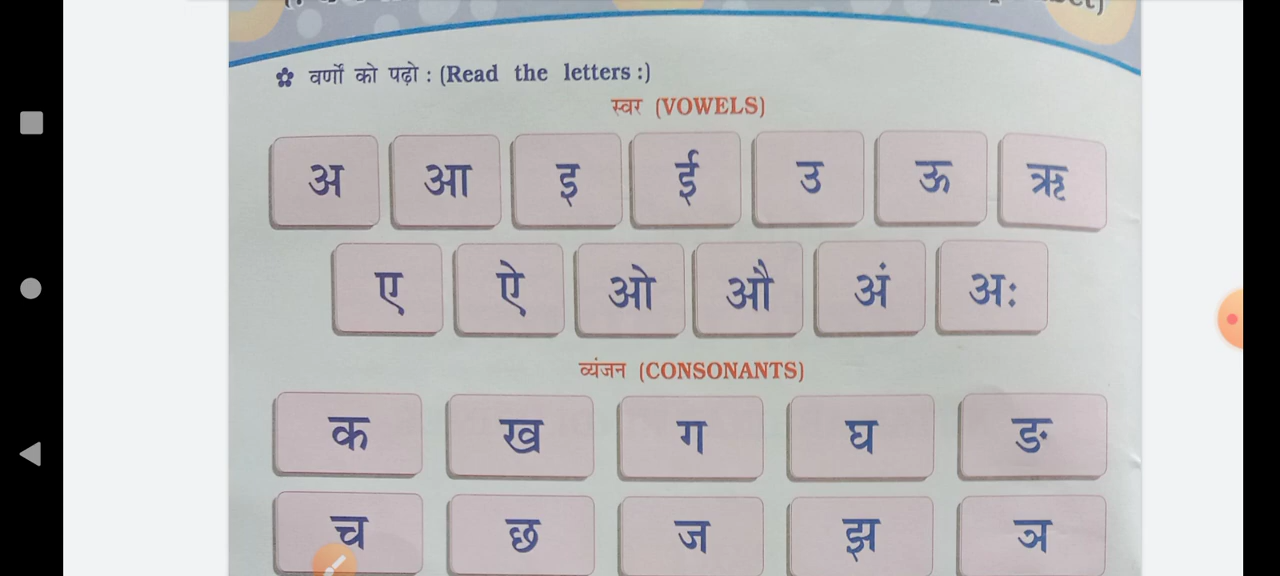 ❀ वर्णों को पढ़ो : (Read the letters :)
स्वर (VOWELS)
अ आ इ ई उ ऊ ऋ
ए ऐ ओ औ अं अः
व्यंजन (CONSONANTS)
क ख ग घ ङ
च छ ज झ ञ